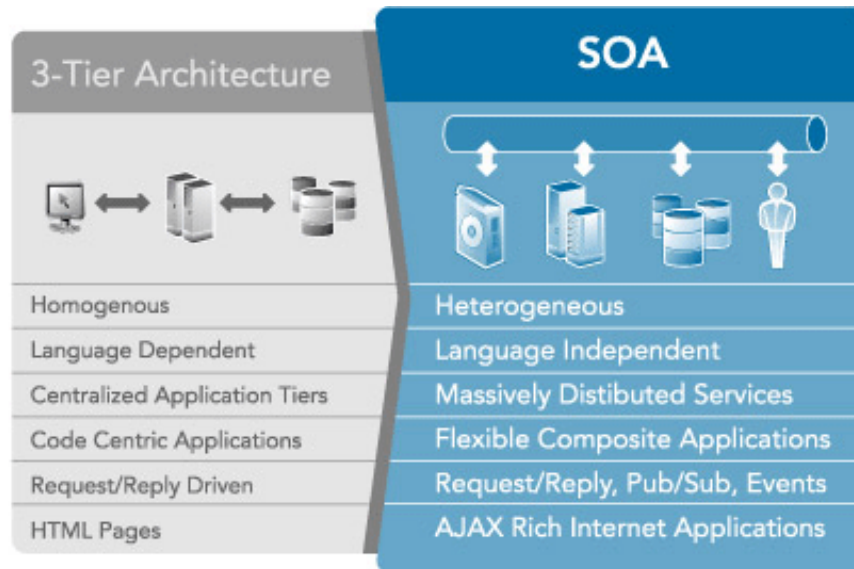 3-Tier Architecture
SOA
Homogenous
Heterogeneous
Language Dependent
Language Independent
Centralized Application Tiers
Massively Distibuted Services
Code Centric Applications
Flexible Composite Applications
Request/Reply Driven
Request/Reply, Pub/Sub, Events
HTML Pages
AJAX Rich Internet Applications